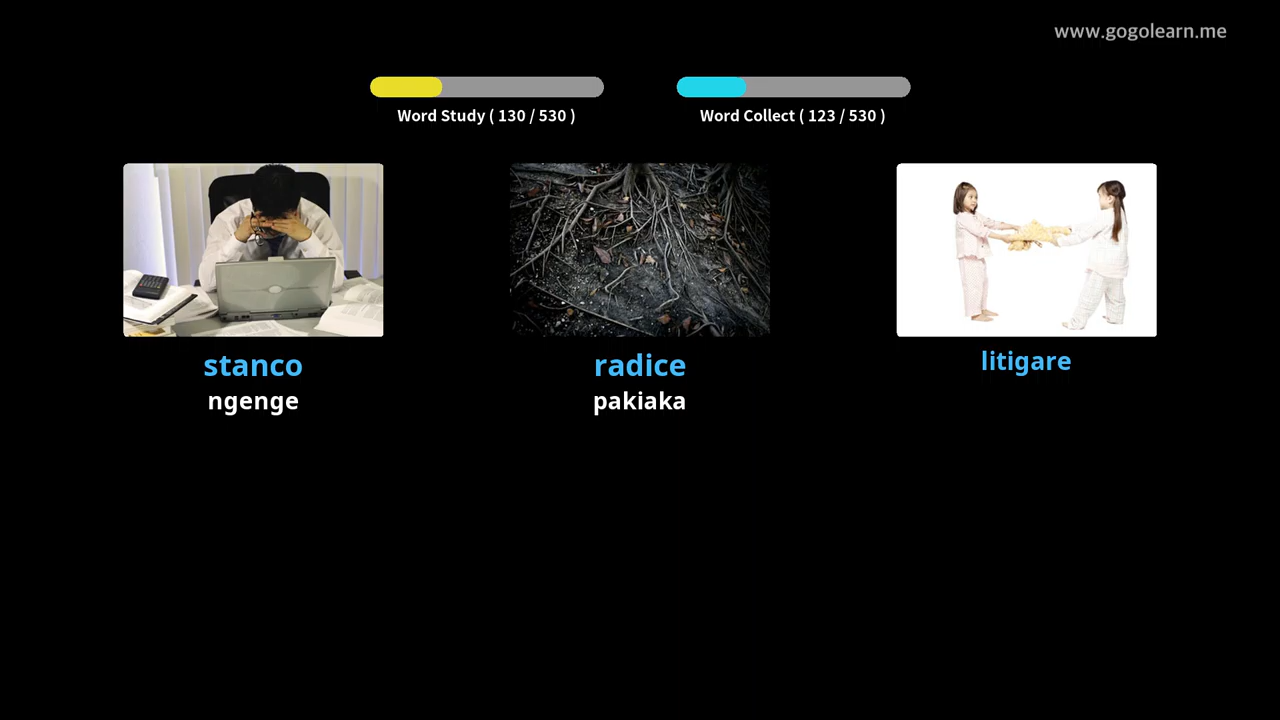 www.gogolearn.me
Word Study ( 130 / 530 )
Word Collect ( 123 / 530 )
stanco
ngenge
radice
pakiaka
litigare